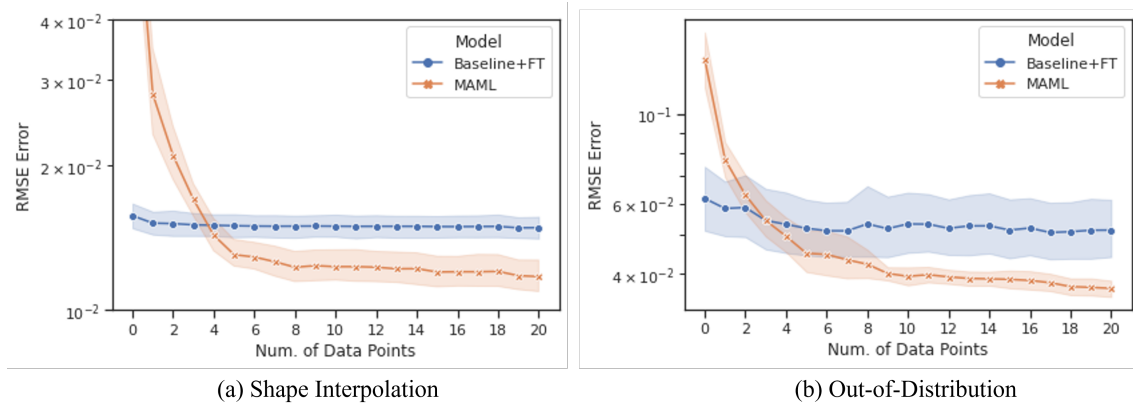 4 × 10⁻²
3 × 10⁻²
2 × 10⁻²
10⁻²
RMSE Error
Model
Baseline+FT
MAML
0 2 4 6 8 10 12 14 16 18 20
Num. of Data Points
(a) Shape Interpolation
10⁻¹
6 × 10⁻²
4 × 10⁻²
RMSE Error
Model
Baseline+FT
MAML
0 2 4 6 8 10 12 14 16 18 20
Num. of Data Points
(b) Out-of-Distribution